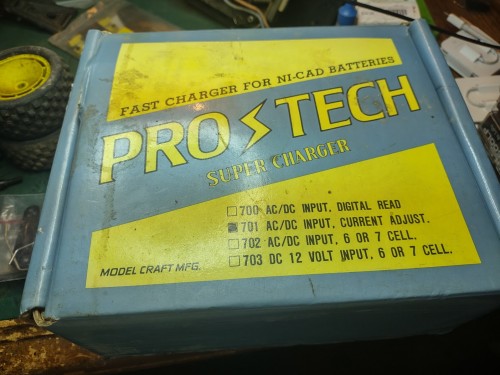 FAST CHARGER FOR NI-CAD BATTERIES
PRO TECH
SUPER CHARGER
700 AC/DC INPUT, DIGITAL READ
701 AC/DC INPUT, CURRENT ADJUST.
702 AC/DC INPUT, 6 OR 7 CELL.
703 DC 12 VOLT INPUT, 6 OR 7 CELL.
MODEL CRAFT MFG.